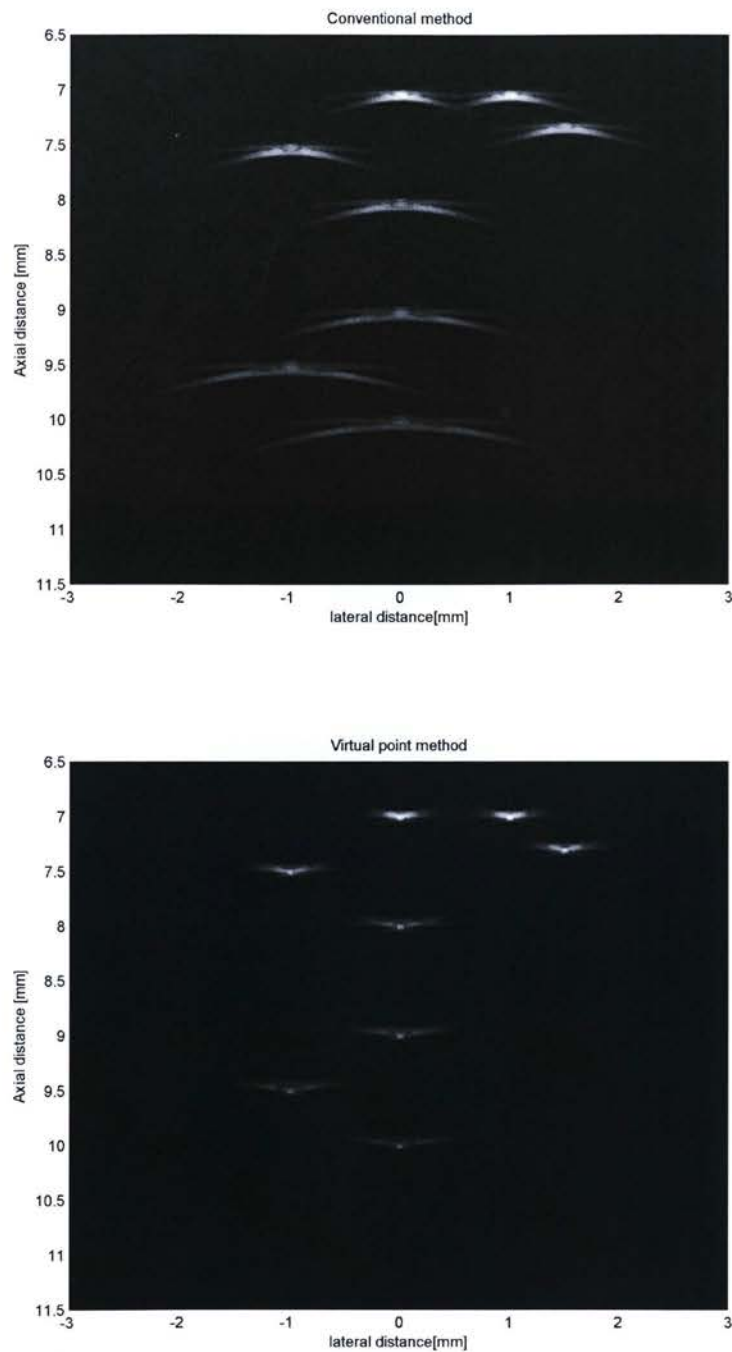 Conventional method
6.5
7
7.5
8
8.5
9
9.5
10
10.5
11
11.5
Axial distance [mm]
-3 -2 -1 0 1 2 3
lateral distance[mm]
Virtual point method
6.5
7
7.5
8
8.5
9
9.5
10
10.5
11
11.5
Axial distance [mm]
-3 -2 -1 0 1 2 3
lateral distance[mm]